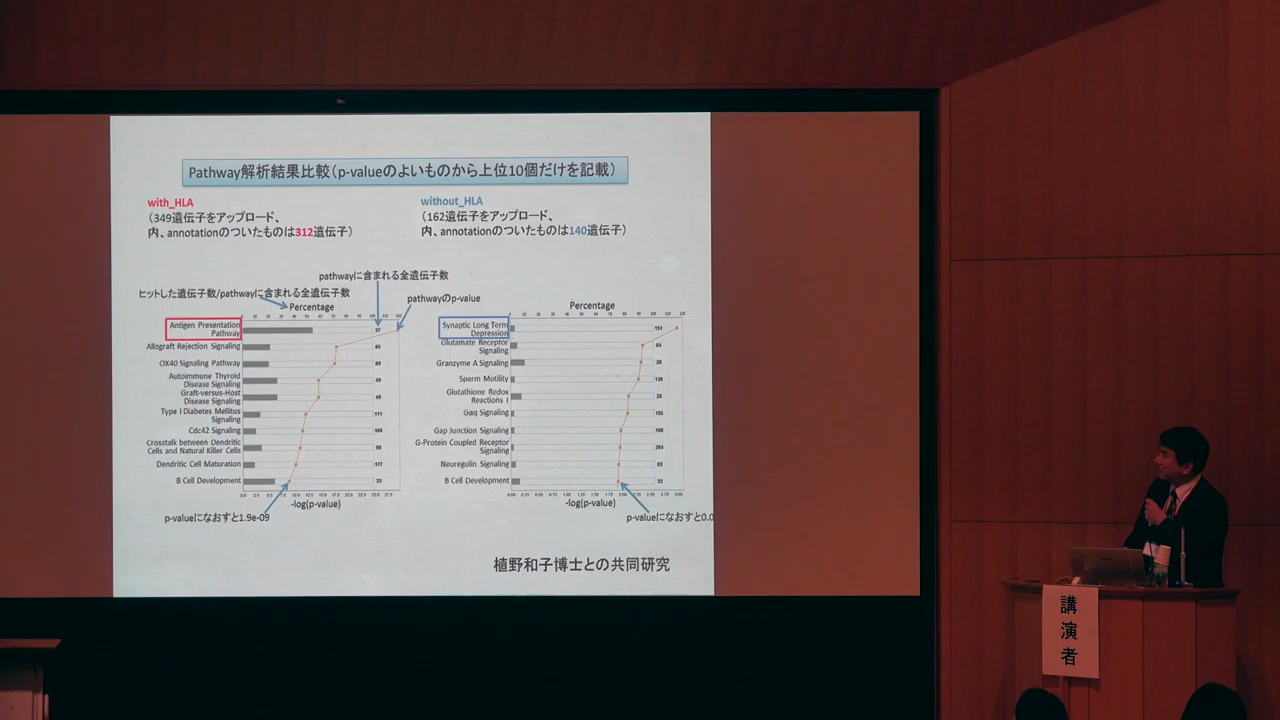 Pathway解析結果比較(p-valueのよいものから上位10個だけを記載)
with_HLA
(349遺伝子をアップロード、
内、annotationのついたものは312遺伝子)
without_HLA
(162遺伝子をアップロード、
内、annotationのついたものは140遺伝子)
pathwayに含まれる全遺伝子数
ヒットした遺伝子数/pathwayに含まれる全遺伝子数
pathwayのp-value
Percentage
Antigen Presentation
Pathway
Allograft Rejection Signaling
OX40 Signaling Pathway
Autoimmune Thyroid
Disease Signaling
Graft-versus-Host
Disease Signaling
Type I Diabetes Mellitus
Signaling
Cdc42 Signaling
Crosstalk between Dendritic
Cells and Natural Killer Cells
Dendritic Cell Maturation
B Cell Development
-log(p-value)
p-valueになおすと1.9e-09
Percentage
Synaptic Long Term
Depression
Glutamate Receptor
Signaling
Granzyme A Signaling
Sperm Motility
Glutathione Redox
Reactions I
Gαq Signaling
Gap Junction Signaling
G-Protein Coupled Receptor
Signaling
Neuregulin Signaling
B Cell Development
-log(p-value)
p-valueになおすと0.0
植野和子博士との共同研究
講演者